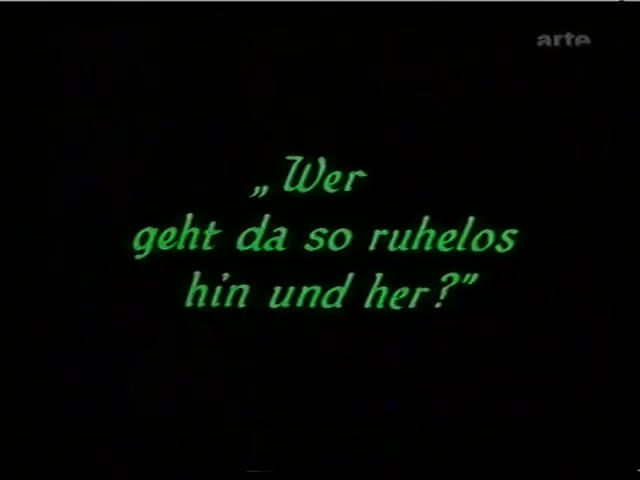 arte
„Wer
geht da so ruhelos
hin und her?”